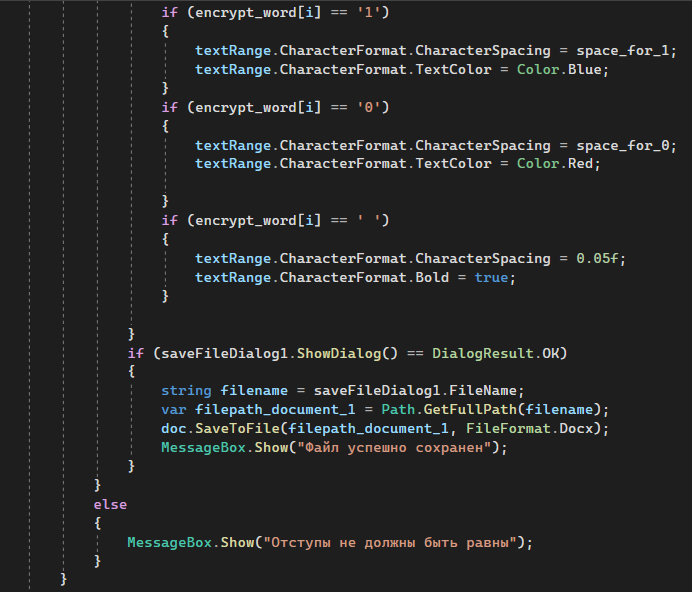 if (encrypt_word[i] == '1')
{
textRange.CharacterFormat.CharacterSpacing = space_for_1;
textRange.CharacterFormat.TextColor = Color.Blue;
}
if (encrypt_word[i] == '0')
{
textRange.CharacterFormat.CharacterSpacing = space_for_0;
textRange.CharacterFormat.TextColor = Color.Red;
}
if (encrypt_word[i] == ' ')
{
textRange.CharacterFormat.CharacterSpacing = 0.05f;
textRange.CharacterFormat.Bold = true;
}
}
if (saveFileDialog1.ShowDialog() == DialogResult.OK)
{
string filename = saveFileDialog1.FileName;
var filepath_document_1 = Path.GetFullPath(filename);
doc.SaveToFile(filepath_document_1, FileFormat.Docx);
MessageBox.Show("Файл успешно сохранен");
}
}
else
{
MessageBox.Show("Отступы не должны быть равны");
}
}